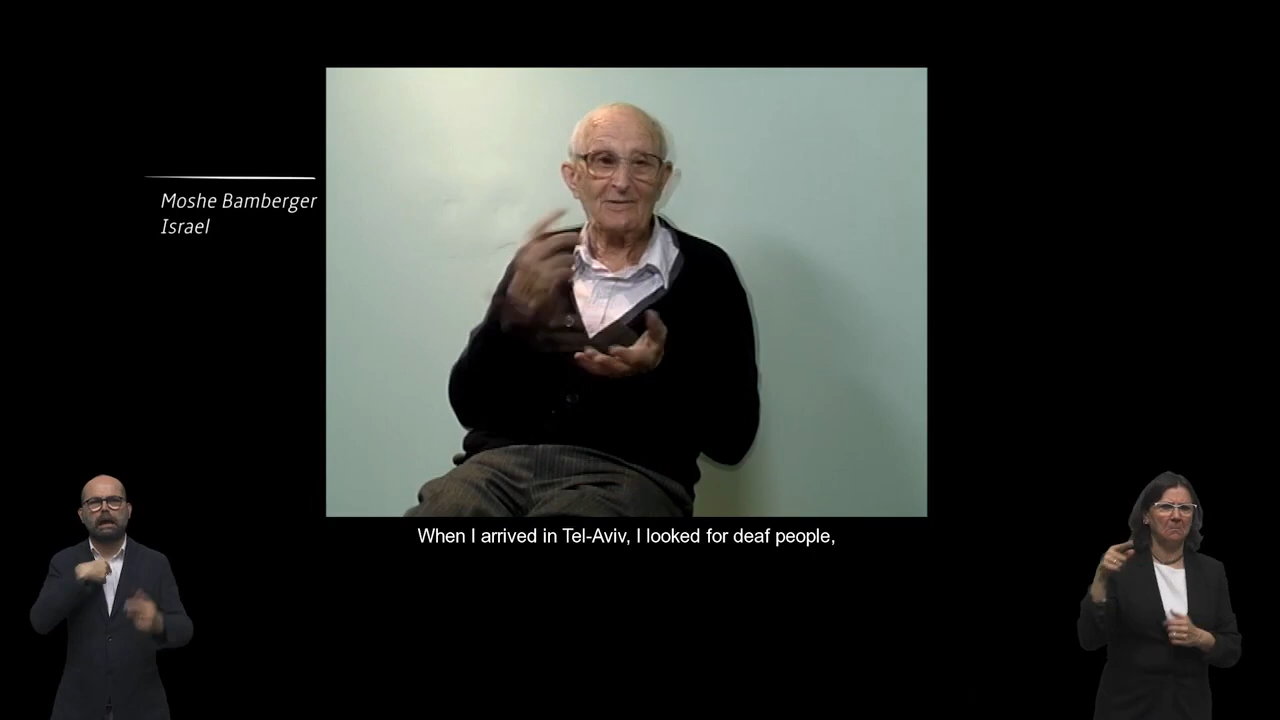 Moshe Bamberger
Israel
When I arrived in Tel-Aviv, I looked for deaf people,